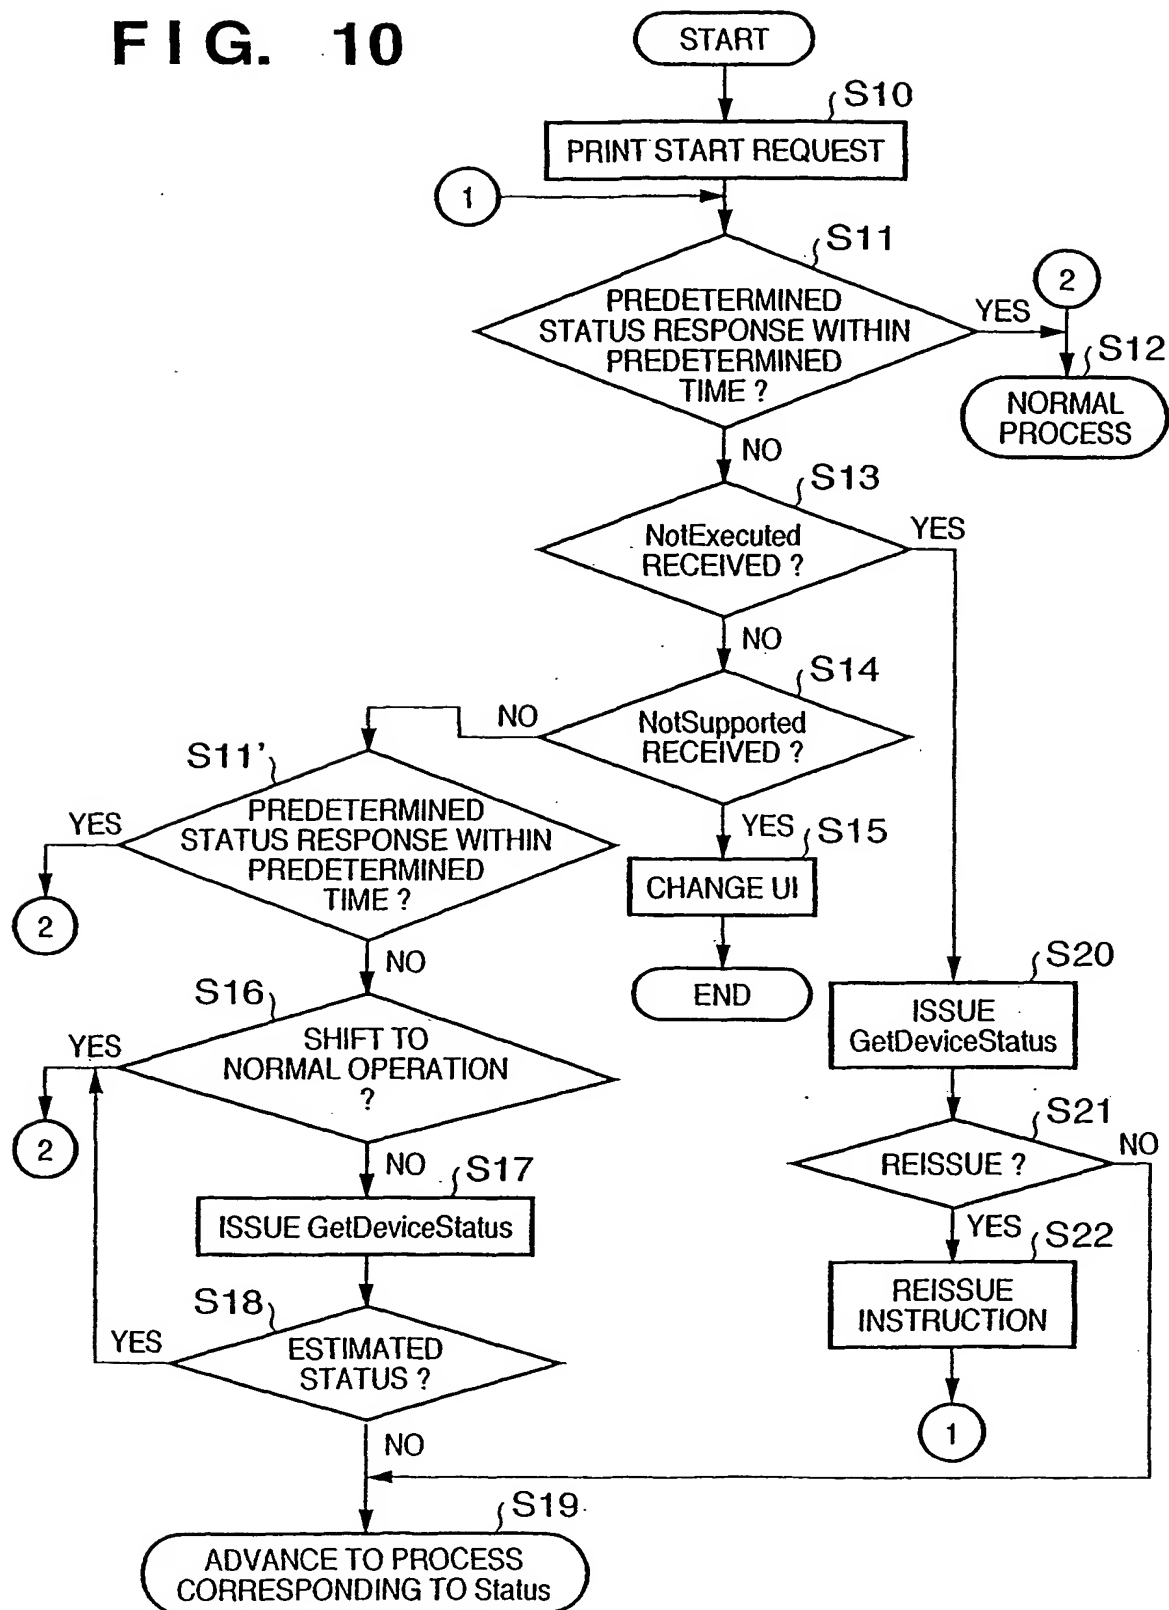 FIG. 10
START
S10
PRINT START REQUEST
1
S11
PREDETERMINED
STATUS RESPONSE WITHIN
PREDETERMINED
TIME ?
YES
2
S12
NORMAL
PROCESS
NO
S13
NotExecuted
RECEIVED ?
YES
NO
S14
NotSupported
RECEIVED ?
NO
S11'
PREDETERMINED
STATUS RESPONSE WITHIN
PREDETERMINED
TIME ?
YES
2
YES
S15
CHANGE UI
END
NO
S16
SHIFT TO
NORMAL OPERATION
?
YES
2
NO
S17
ISSUE GetDeviceStatus
S18
ESTIMATED
STATUS ?
YES
NO
S20
ISSUE
GetDeviceStatus
S21
REISSUE ?
NO
YES
S22
REISSUE
INSTRUCTION
1
S19
ADVANCE TO PROCESS
CORRESPONDING TO Status